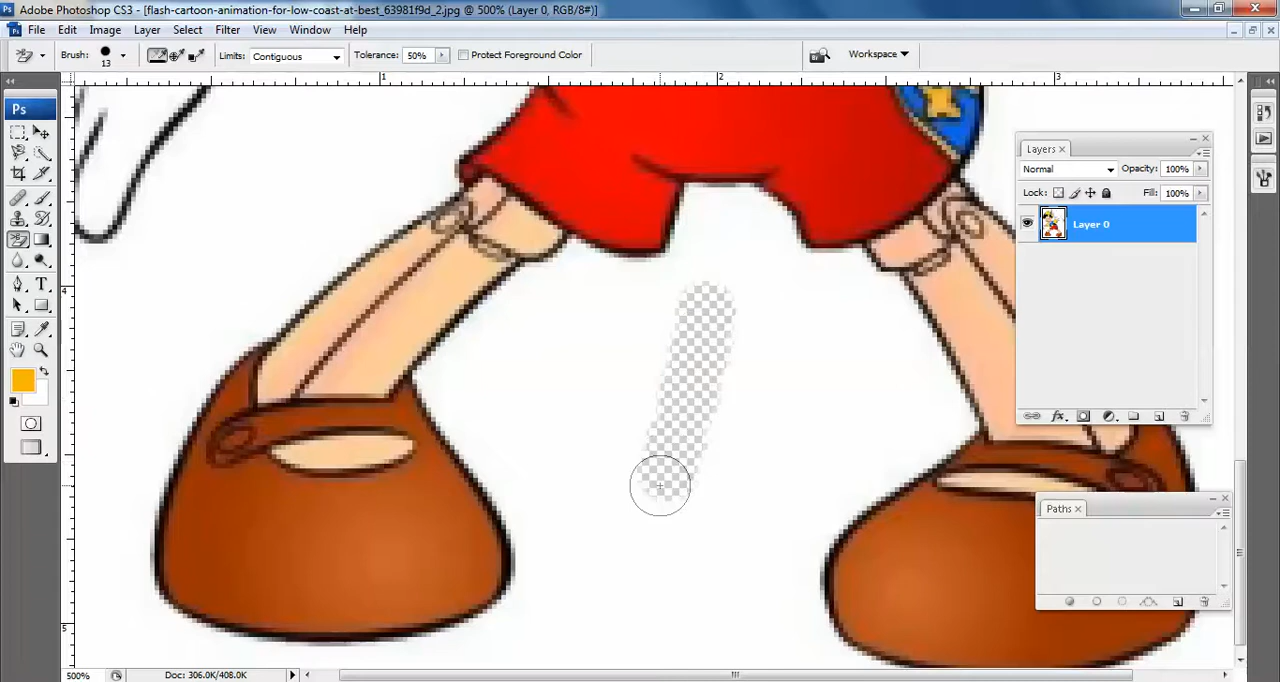 Adobe Photoshop CS3 - [flash-cartoon-animation-for-low-coast-at-best_63981f9d_2.jpg @ 500% (Layer 0, RGB/8#)]
File Edit Image Layer Select Filter View Window Help
Brush: 13 Limits: Contiguous Tolerance: 50% Protect Foreground Color Workspace
1 2 3
Ps
Layers
Normal Opacity: 100%
Lock: Fill: 100%
Layer 0
4
Paths
5
500% Doc: 306.0K/408.0K